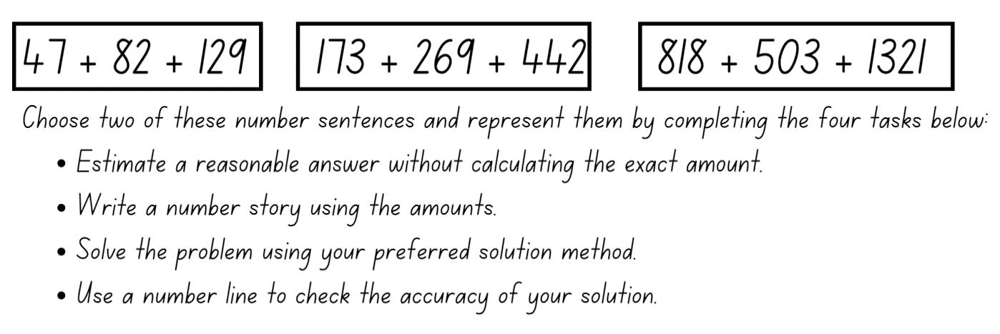 47 + 82 + 129 173 + 269 + 442 818 + 503 + 1321
Choose two of these number sentences and represent them by completing the four tasks below:
• Estimate a reasonable answer without calculating the exact amount.
• Write a number story using the amounts.
• Solve the problem using your preferred solution method.
• Use a number line to check the accuracy of your solution.